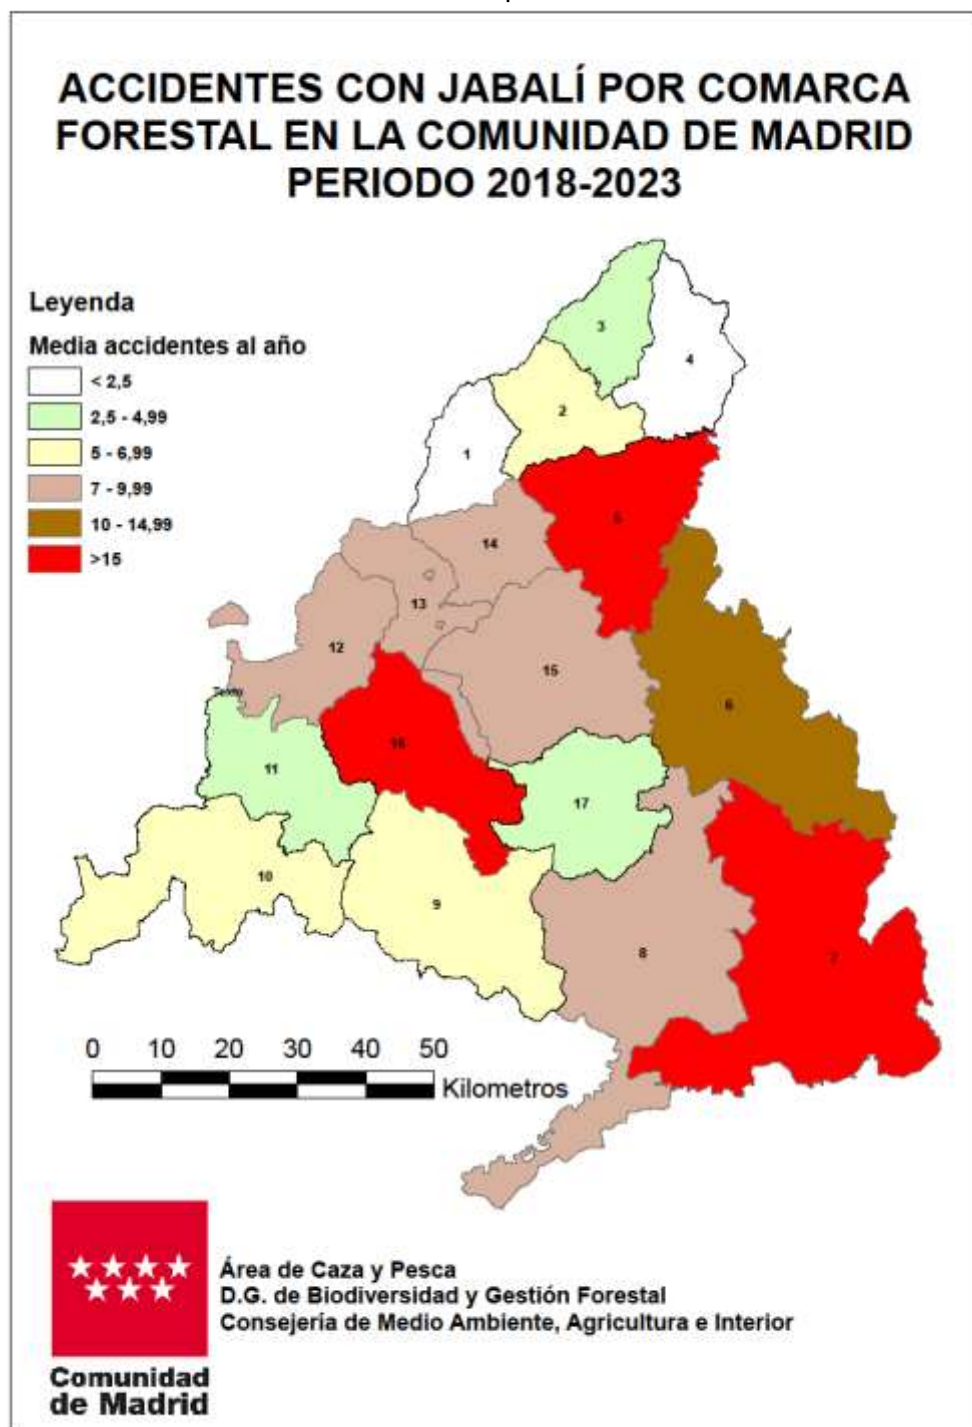 ACCIDENTES CON JABALÍ POR COMARCA
FORESTAL EN LA COMUNIDAD DE MADRID
PERIODO 2018-2023
Leyenda
Media accidentes al año
< 2,5
2,5 - 4,99
5 - 6,99
7 - 9,99
10 - 14,99
>15
3
4
2
1
5
14
13
12
15
6
Texto
16
11
17
10
9
8
7
0 10 20 30 40 50
Kilometros
Área de Caza y Pesca
D.G. de Biodiversidad y Gestión Forestal
Consejería de Medio Ambiente, Agricultura e Interior
Comunidad
de Madrid